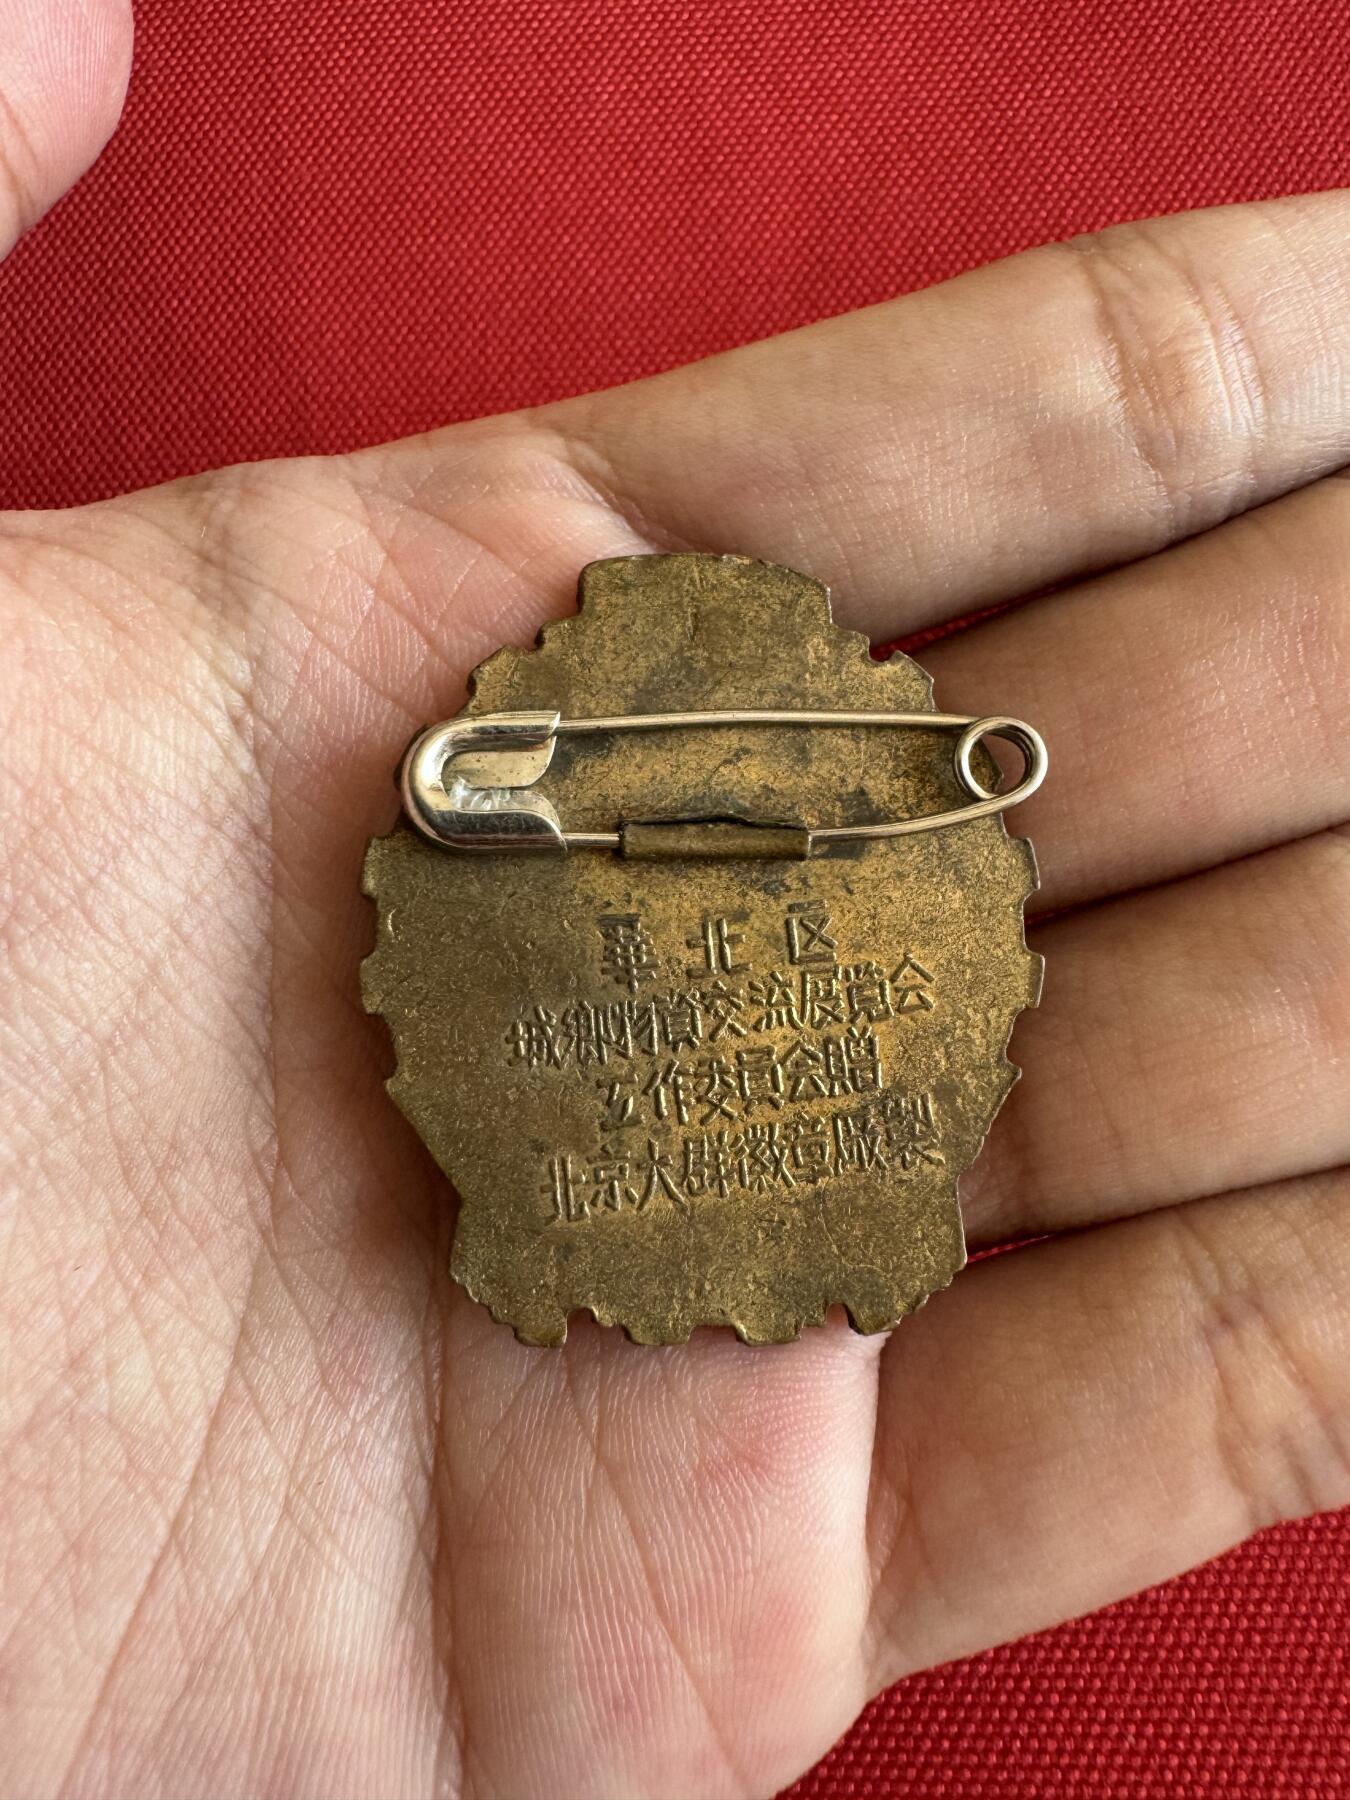 華北区
城鄉物資交流展覽会
工作委員会贈
北京大群徽章廠製